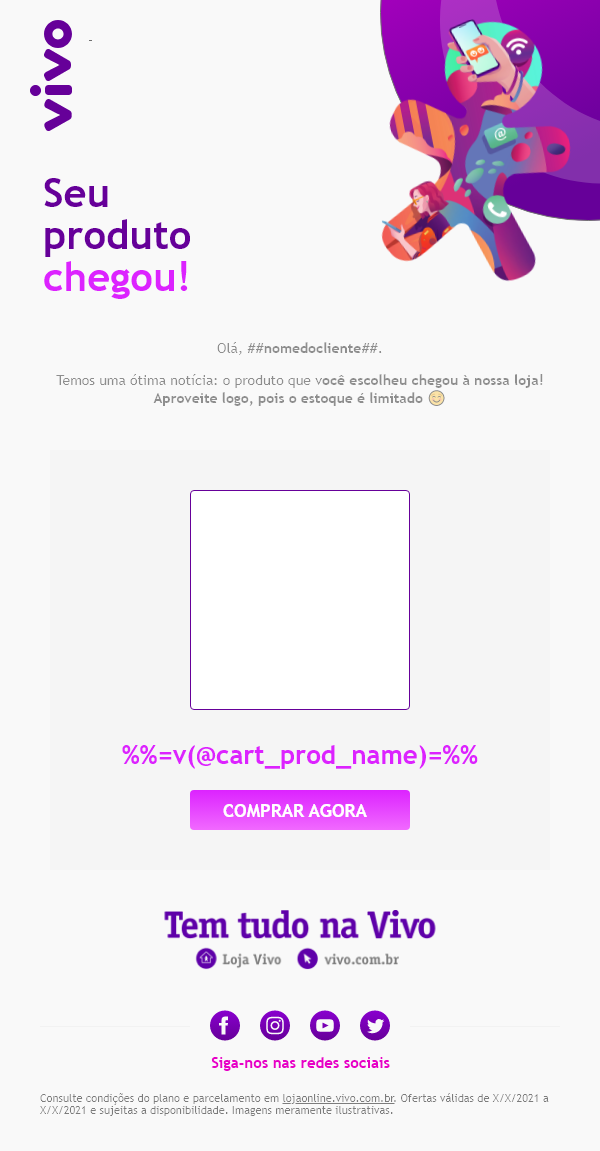 vivo
-
Seu
produto
chegou!
@
Olá, ##nomedocliente##.
Temos uma ótima notícia: o produto que você escolheu chegou à nossa loja!
Aproveite logo, pois o estoque é limitado 😊
%%=v(@cart_prod_name)=%%
COMPRAR AGORA
Tem tudo na Vivo
Loja Vivo vivo.com.br
Siga-nos nas redes sociais
Consulte condições do plano e parcelamento em lojaonline.vivo.com.br. Ofertas válidas de X/X/2021 a
X/X/2021 e sujeitas a disponibilidade. Imagens meramente ilustrativas.